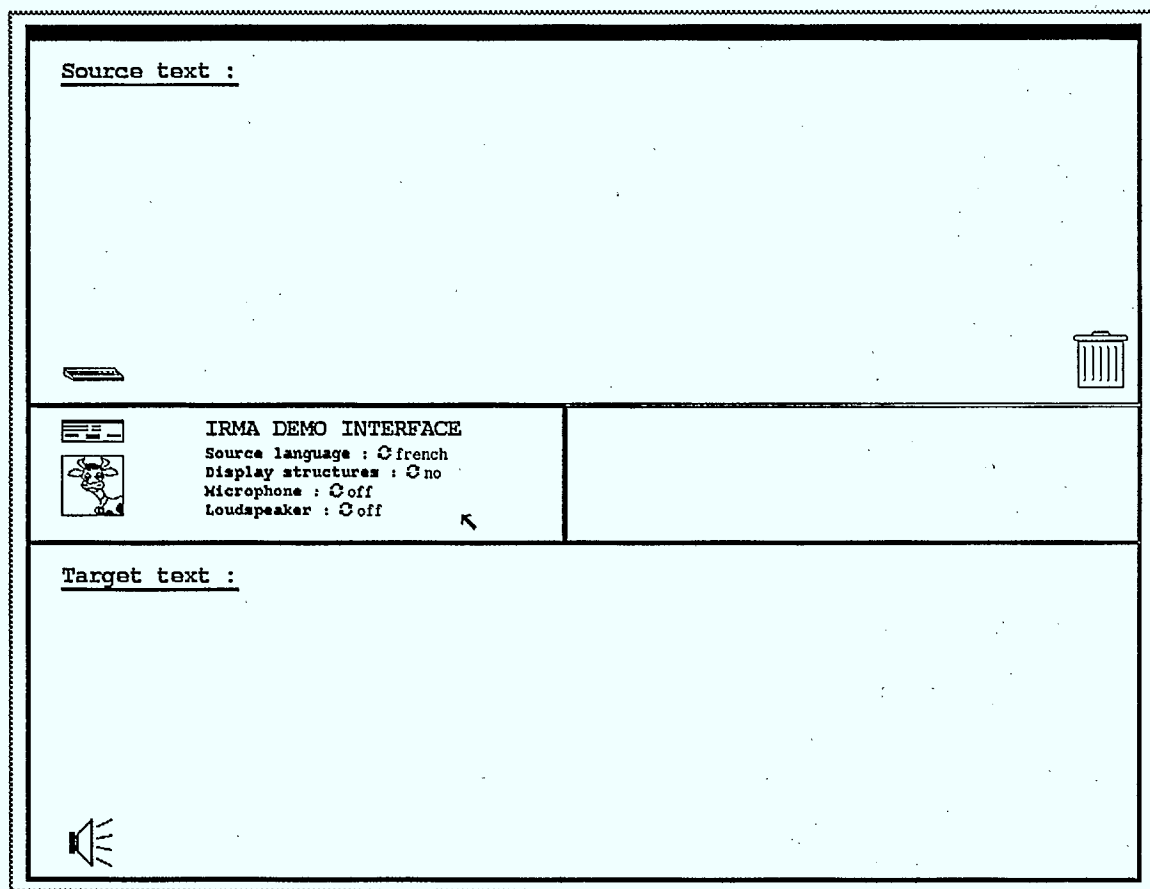 Source text :
IRMA DEMO INTERFACE
Source language : french
Display structures : no
Microphone : off
Loudspeaker : off
Target text :